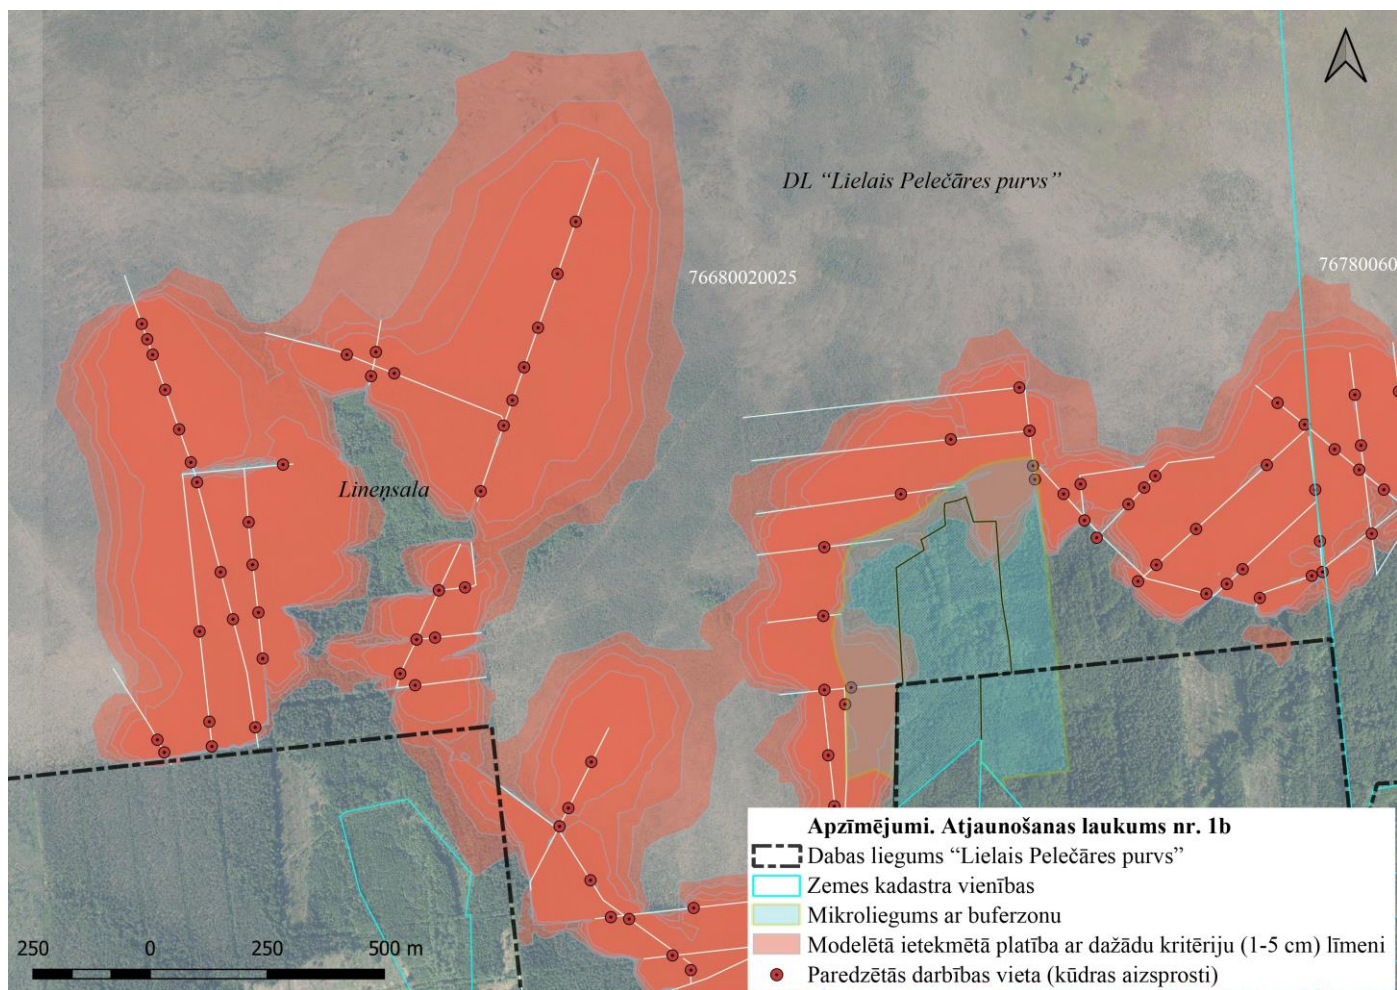 DL “Lielais Pelečāres purvs”
76680020025
76780060
Lineņsala
Apzīmējumi. Atjaunošanas laukums nr. 1b
Dabas liegums “Lielais Pelečāres purvs”
Zemes kadastra vienības
Mikroliegums ar buferzonu
Modelētā ietekmētā platība ar dažādu kritēriju (1-5 cm) līmeni
Paredzētās darbības vieta (kūdras aizsprosti)
250 0 250 500 m